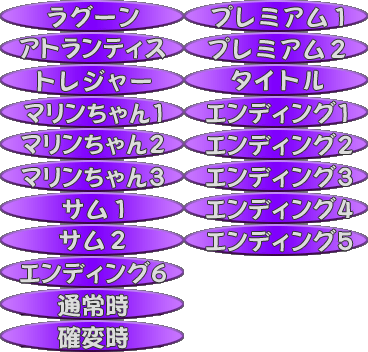 ラグーン
アトランティス
トレジャー
マリンちゃん1
マリンちゃん2
マリンちゃん3
サム1
サム2
エンディング6
通常時
確変時
プレミアム1
プレミアム2
タイトル
エンディング1
エンディング2
エンディング3
エンディング4
エンディング5